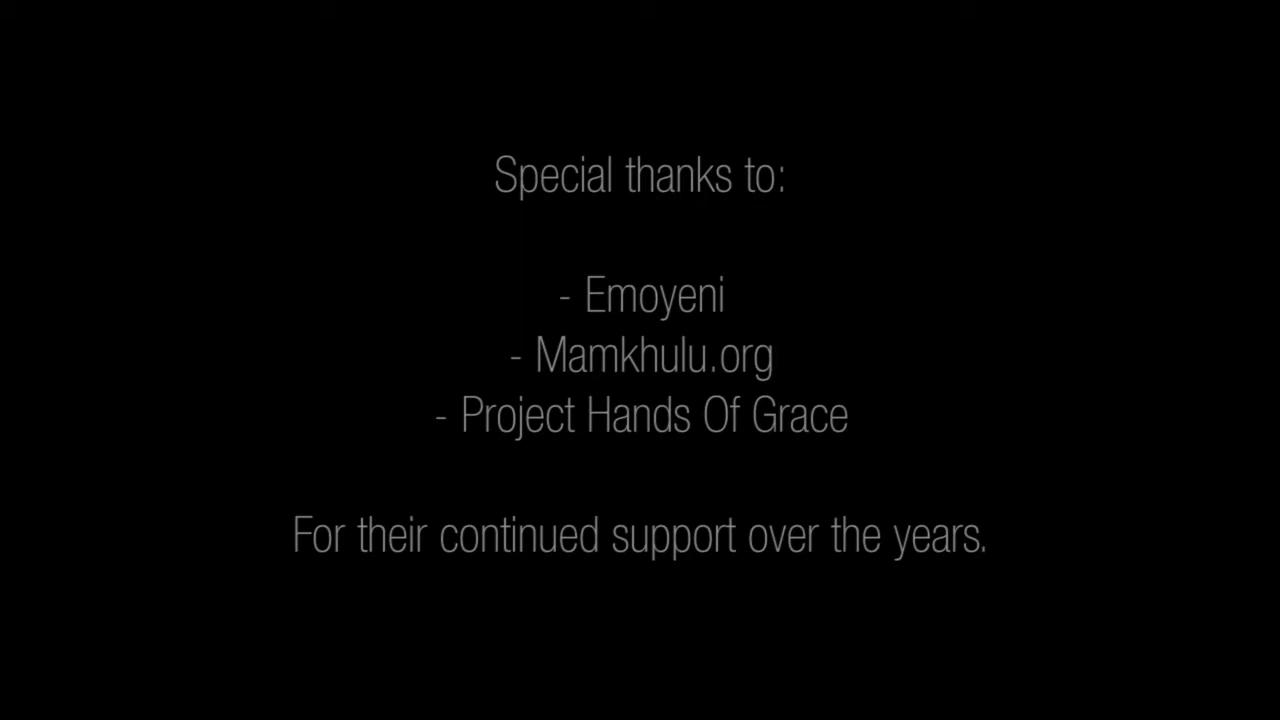 Special thanks to:
- Emoyeni
- Mamkhulu.org
- Project Hands Of Grace
For their continued support over the years.